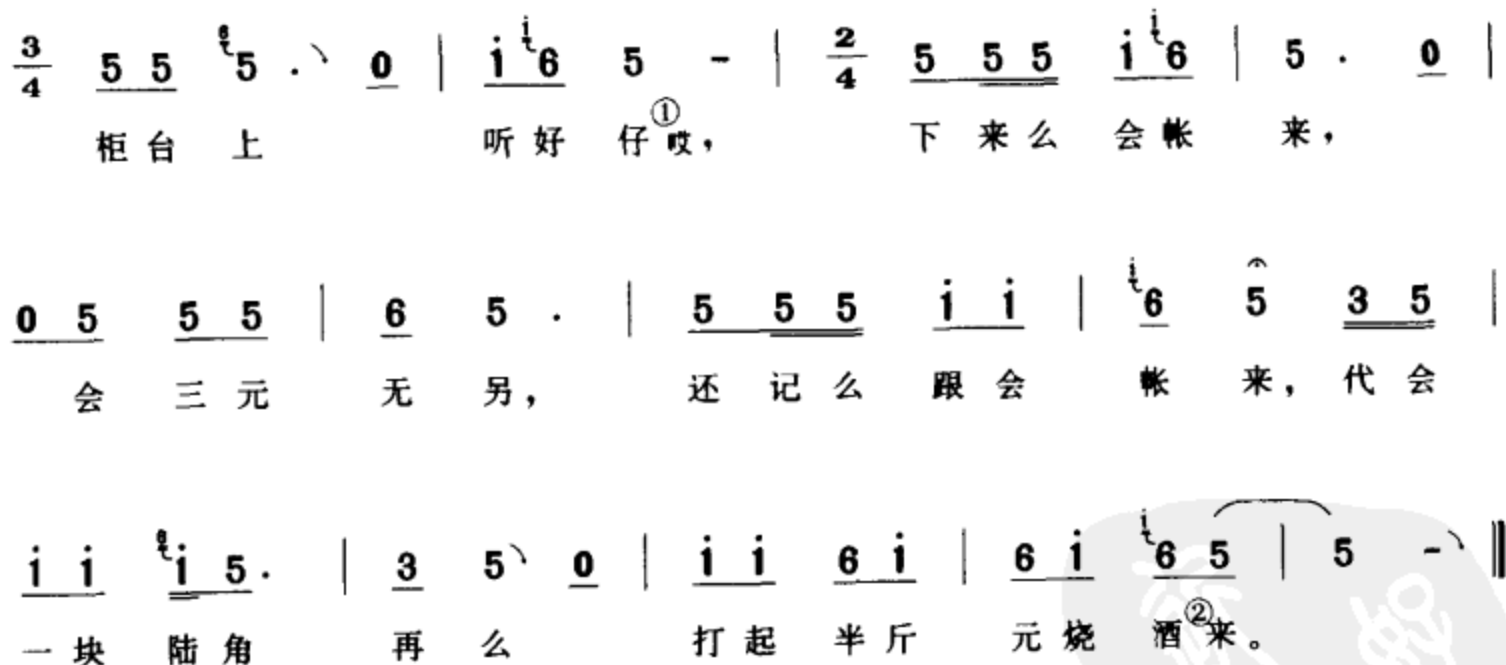 3/4 5 5 6 5 . 0 | i i 6 5 - | 2/4 5 5 5 i i 6 | 5 . 0 |
柜台上 听好仔①哎, 下来么会帐来,
0 5 5 5 | 6 5 . | 5 5 5 i i | i 6 5 3 5 |
会三元无另, 还记么跟会帐来,代会
i i 6 i 5 . | 3 5 0 | i i 6 i | 6 i i 6 5 | 5 - ‖
一块陆角再么 打起半斤元烧酒②来。